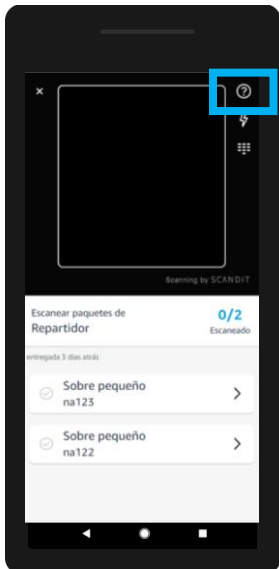 Scanning by SCANDIT
Escanear paquetes de
Repartidor
0/2
Escaneado
entregada 3 días atrás
Sobre pequeño
na123
Sobre pequeño
na122